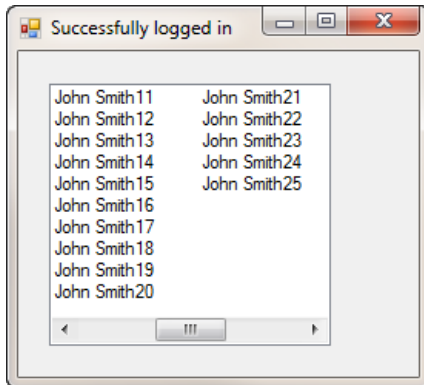 Successfully logged in
John Smith11
John Smith12
John Smith13
John Smith14
John Smith15
John Smith16
John Smith17
John Smith18
John Smith19
John Smith20
John Smith21
John Smith22
John Smith23
John Smith24
John Smith25